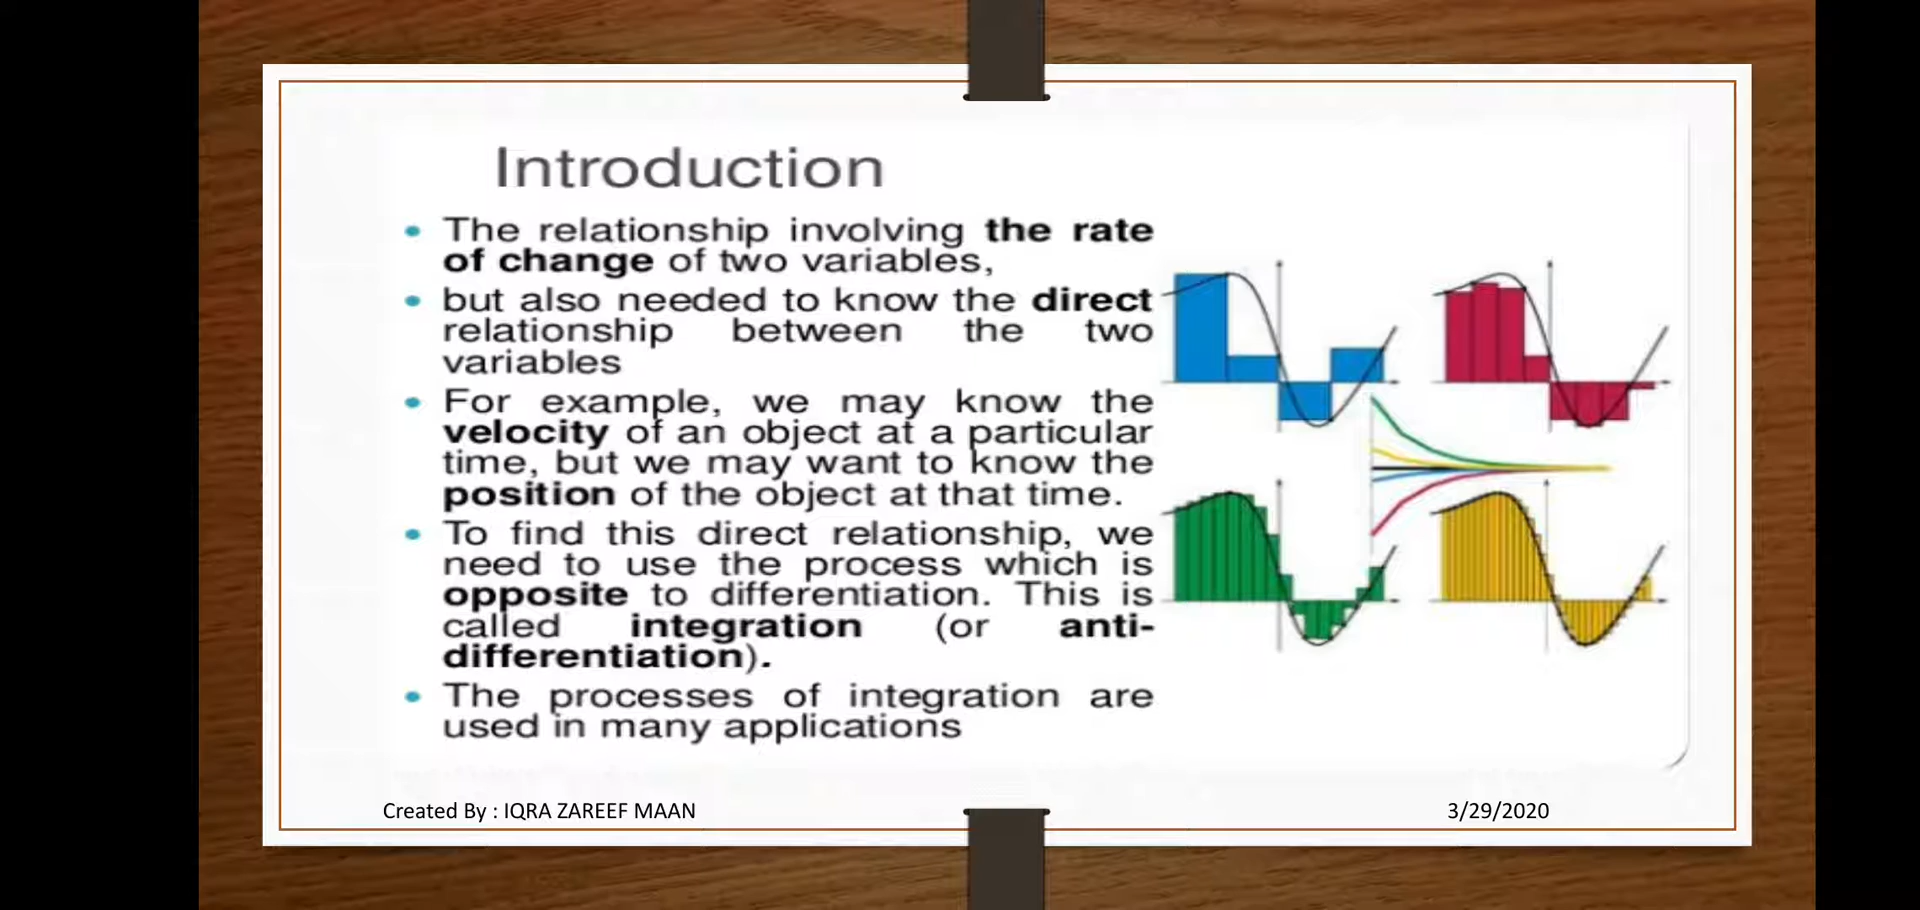 Introduction
• The relationship involving the rate
of change of two variables,
• but also needed to know the direct
relationship between the two
variables
• For example, we may know the
velocity of an object at a particular
time, but we may want to know the
position of the object at that time.
• To find this direct relationship, we
need to use the process which is
opposite to differentiation. This is
called integration (or anti-
differentiation).
• The processes of integration are
used in many applications
Created By : IQRA ZAREEF MAAN
3/29/2020